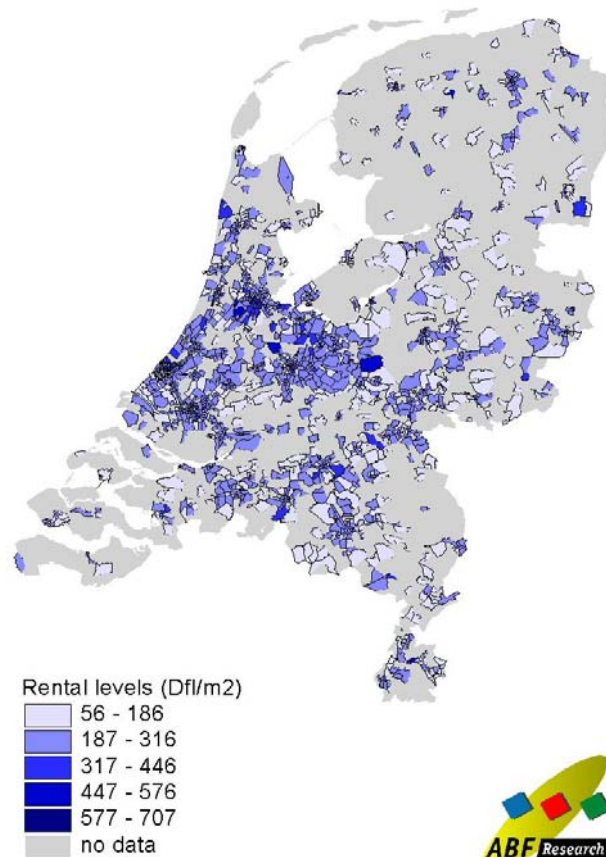 Rental levels (Dfl/m2)
56 - 186
187 - 316
317 - 446
447 - 576
577 - 707
no data
ABF Research